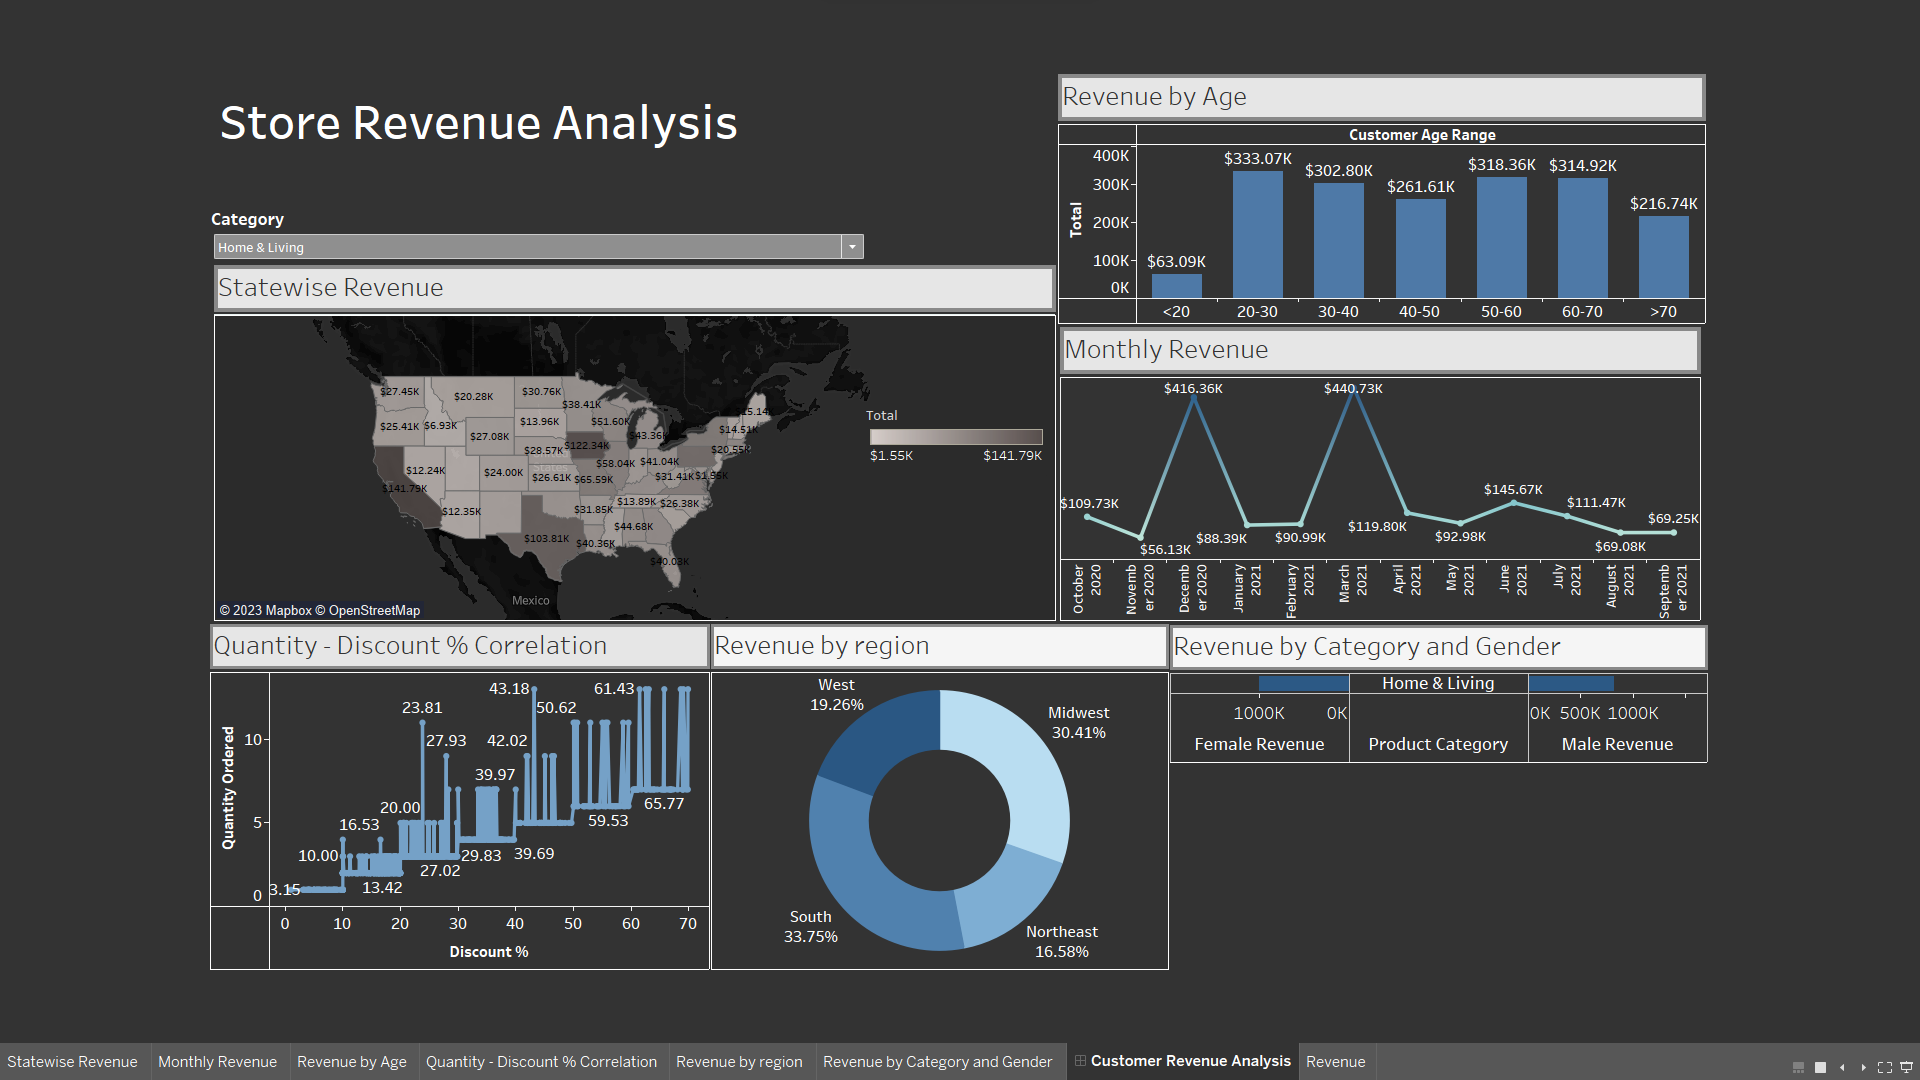 Store Revenue Analysis
Category
Home & Living
Statewise Revenue
$27.45K
$20.28K
$30.76K
$38.41K
$15.14K
$25.41K
$6.93K
$13.96K
$51.60K
$14.51K
$27.08K
$43.36K
$28.57K
$122.34K
$20.55K
$12.24K
$24.00K
States
$26.61K
$65.59K
$58.04K
$41.04K
$31.41K
$1.55K
$141.79K
$12.35K
$31.85K
$13.89K
$26.38K
$103.81K
$40.36K
$44.68K
$40.03K
Mexico
Total
$1.55K
$141.79K
© 2023 Mapbox © OpenStreetMap
Revenue by Age
Customer Age Range
Total
400K
300K
200K
100K
0K
$63.09K
$333.07K
$302.80K
$261.61K
$318.36K
$314.92K
$216.74K
<20
20-30
30-40
40-50
50-60
60-70
>70
Monthly Revenue
$109.73K
$56.13K
$416.36K
$88.39K
$90.99K
$440.73K
$119.80K
$92.98K
$145.67K
$111.47K
$69.08K
$69.25K
October
2020
Novemb
er 2020
Decemb
er 2020
January
2021
February
2021
March
2021
April
2021
May
2021
June
2021
July
2021
August
2021
Septemb
er 2021
Quantity - Discount % Correlation
Quantity Ordered
10
5
0
3.15
10.00
16.53
13.42
20.00
23.81
27.93
27.02
29.83
39.97
42.02
43.18
39.69
50.62
59.53
61.43
65.77
0
10
20
30
40
50
60
70
Discount %
Revenue by region
West
19.26%
Midwest
30.41%
South
33.75%
Northeast
16.58%
Revenue by Category and Gender
Home & Living
1000K
0K
0K
500K
1000K
Female Revenue
Product Category
Male Revenue
Statewise Revenue
Monthly Revenue
Revenue by Age
Quantity - Discount % Correlation
Revenue by region
Revenue by Category and Gender
Customer Revenue Analysis
Revenue